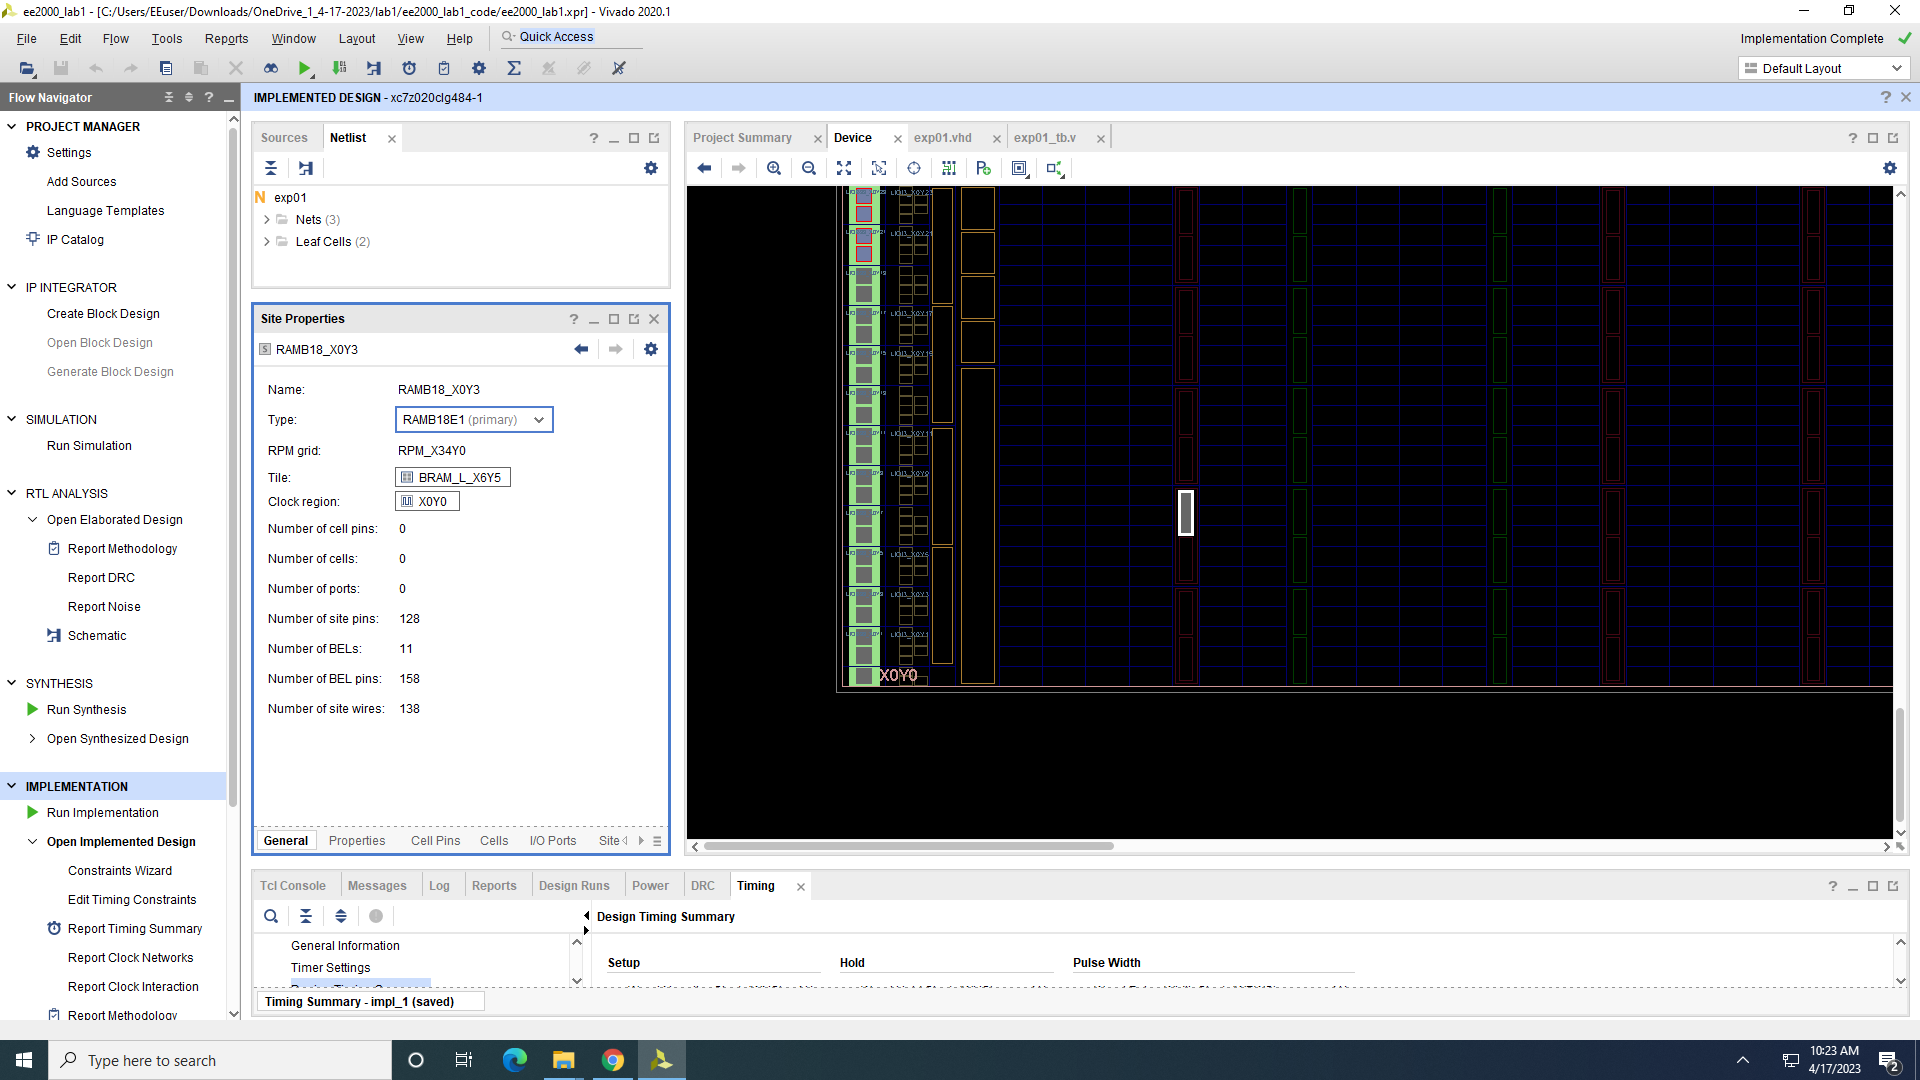 ee2000_lab1 - [C:/Users/EEuser/Downloads/OneDrive_1_4-17-2023/lab1/ee2000_lab1_code/ee2000_lab1.xpr] - Vivado 2020.1
File Edit Flow Tools Reports Window Layout View Help Quick Access
Implementation Complete
Default Layout
Flow Navigator
IMPLEMENTED DESIGN - xc7z020clg484-1
PROJECT MANAGER
Settings
Add Sources
Language Templates
IP Catalog
IP INTEGRATOR
Create Block Design
Open Block Design
Generate Block Design
SIMULATION
Run Simulation
RTL ANALYSIS
Open Elaborated Design
Report Methodology
Report DRC
Report Noise
Schematic
SYNTHESIS
Run Synthesis
Open Synthesized Design
IMPLEMENTATION
Run Implementation
Open Implemented Design
Constraints Wizard
Edit Timing Constraints
Report Timing Summary
Report Clock Networks
Report Clock Interaction
Report Methodology
Sources Netlist
exp01
Nets (3)
Leaf Cells (2)
Site Properties
RAMB18_X0Y3
Name: RAMB18_X0Y3
Type: RAMB18E1 (primary)
RPM grid: RPM_X34Y0
Tile: BRAM_L_X6Y5
Clock region: X0Y0
Number of cell pins: 0
Number of cells: 0
Number of ports: 0
Number of site pins: 128
Number of BELs: 11
Number of BEL pins: 158
Number of site wires: 138
General Properties Cell Pins Cells I/O Ports Site
Project Summary Device exp01.vhd exp01_tb.v
X0Y0
Tcl Console Messages Log Reports Design Runs Power DRC Timing
General Information
Timer Settings
Timing Summary - impl_1 (saved)
Design Timing Summary
Setup Hold Pulse Width
Type here to search
10:23 AM
4/17/2023
2